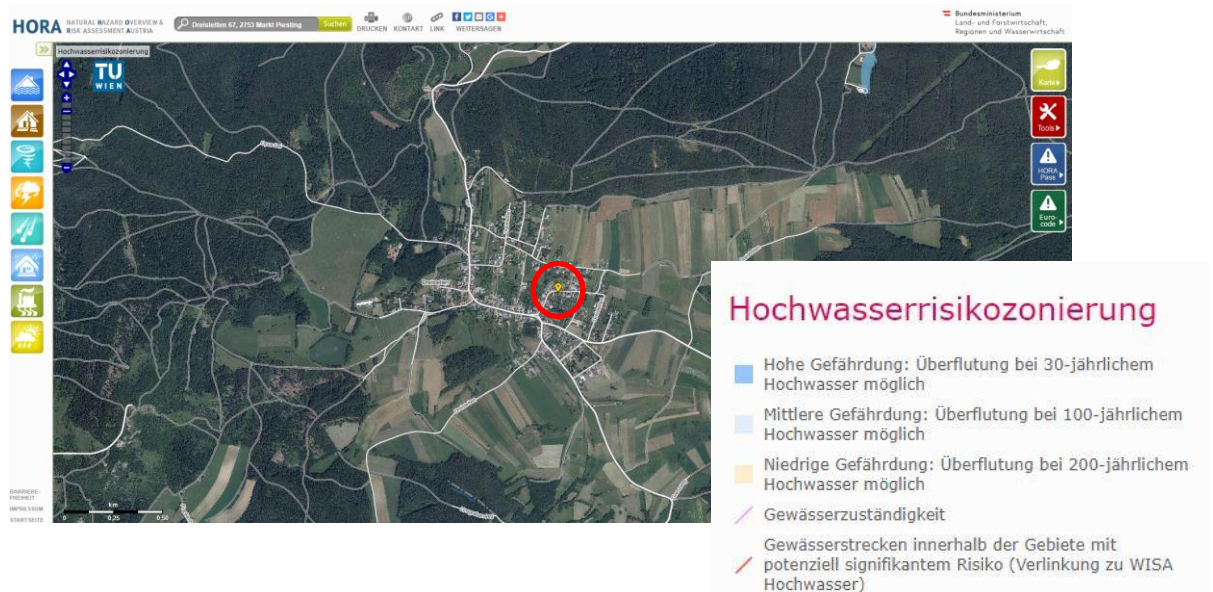 HORA NATURAL HAZARD OVERVIEW &
RISK ASSESSMENT AUSTRIA
Dreistetten 67, 2753 Markt Piesting
Suchen
DRUCKEN KONTAKT LINK WEITERSAGEN
Bundesministerium
Land- und Forstwirtschaft,
Regionen und Wasserwirtschaft
Hochwasserrisikozonierung
TU
WIEN
Karte
Tools
HORA
Pass
Euro-
code
BARRIERE-
FREIHEIT
IMPRESSUM
STARTSEITE
km
0 0,25 0,50
Hochwasserrisikozonierung
Hohe Gefährdung: Überflutung bei 30-jährlichem
Hochwasser möglich
Mittlere Gefährdung: Überflutung bei 100-jährlichem
Hochwasser möglich
Niedrige Gefährdung: Überflutung bei 200-jährlichem
Hochwasser möglich
Gewässerzuständigkeit
Gewässerstrecken innerhalb der Gebiete mit
potenziell signifikantem Risiko (Verlinkung zu WISA
Hochwasser)